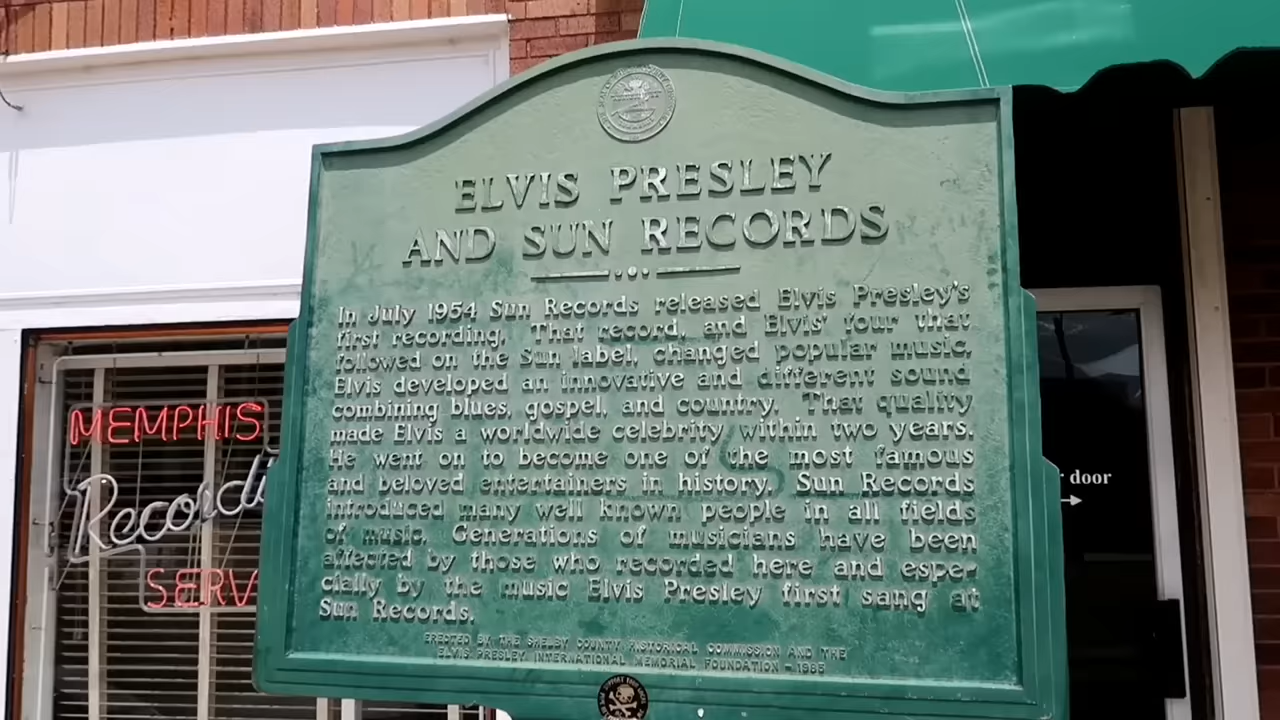 ELVIS PRESLEY
AND SUN RECORDS
In July 1954 Sun Records released Elvis Presley's
first recording. That record, and Elvis' four that
followed on the Sun label, changed popular music.
Elvis developed an innovative and different sound
combining blues, gospel, and country. That quality
made Elvis a worldwide celebrity within two years.
He went on to become one of the most famous
and beloved entertainers in history. Sun Records
introduced many well known people in all fields
of music. Generations of musicians have been
affected by those who recorded here and espe-
cially by the music Elvis Presley first sang at
Sun Records.
ERECTED BY THE SHELBY COUNTY HISTORICAL COMMISSION AND THE
ELVIS PRESLEY INTERNATIONAL MEMORIAL FOUNDATION - 1985
MEMPHIS
Recordi
SERV
door